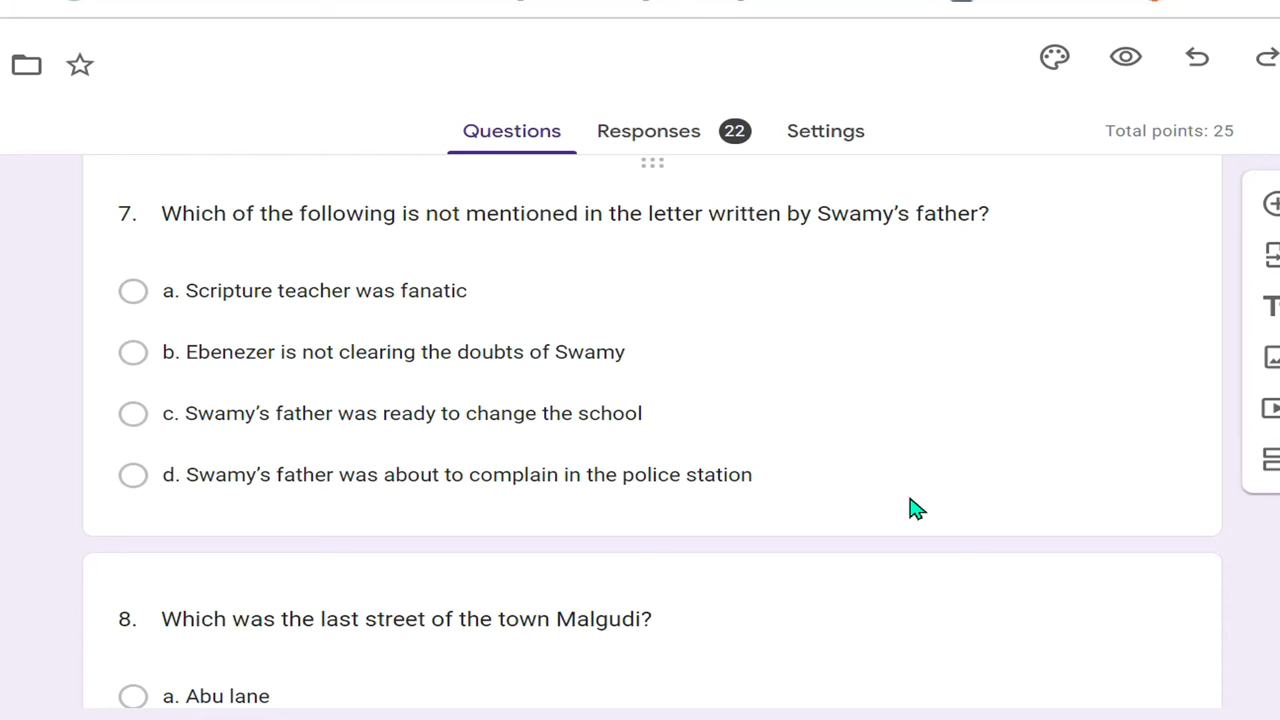 Questions Responses 22 Settings Total points: 25
7. Which of the following is not mentioned in the letter written by Swamy’s father?
a. Scripture teacher was fanatic
b. Ebenezer is not clearing the doubts of Swamy
c. Swamy’s father was ready to change the school
d. Swamy’s father was about to complain in the police station
8. Which was the last street of the town Malgudi?
a. Abu lane